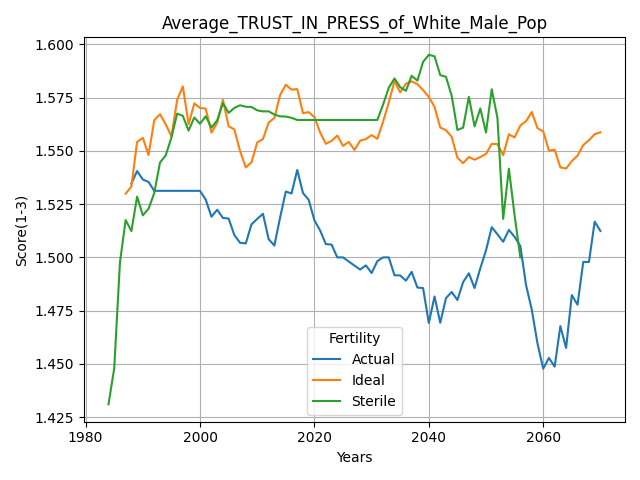 Average_TRUST_IN_PRESS_of_White_Male_Pop
1.600
1.575
1.550
1.525
1.500
1.475
1.450
1.425
Score(1-3)
1980
2000
2020
2040
2060
Years
Fertility
Actual
Ideal
Sterile